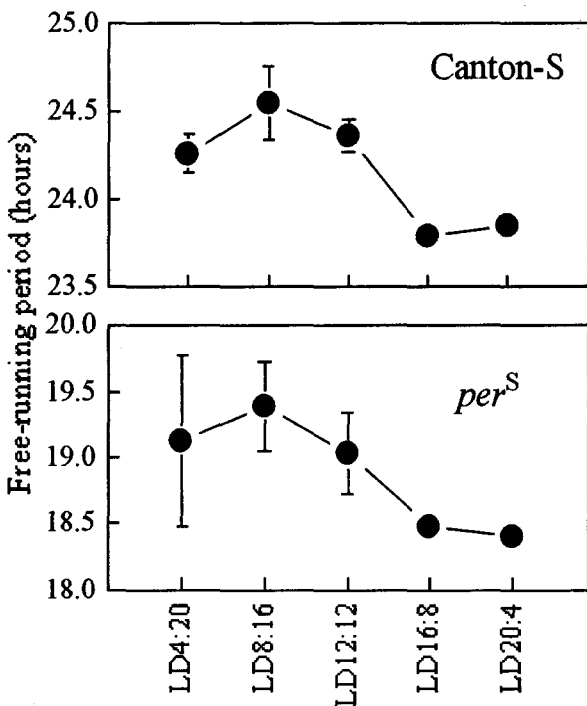 Free-running period (hours)
25.0
24.5
24.0
23.5
Canton-S
20.0
19.5
19.0
18.5
18.0
per^S
LD4:20
LD8:16
LD12:12
LD16:8
LD20:4